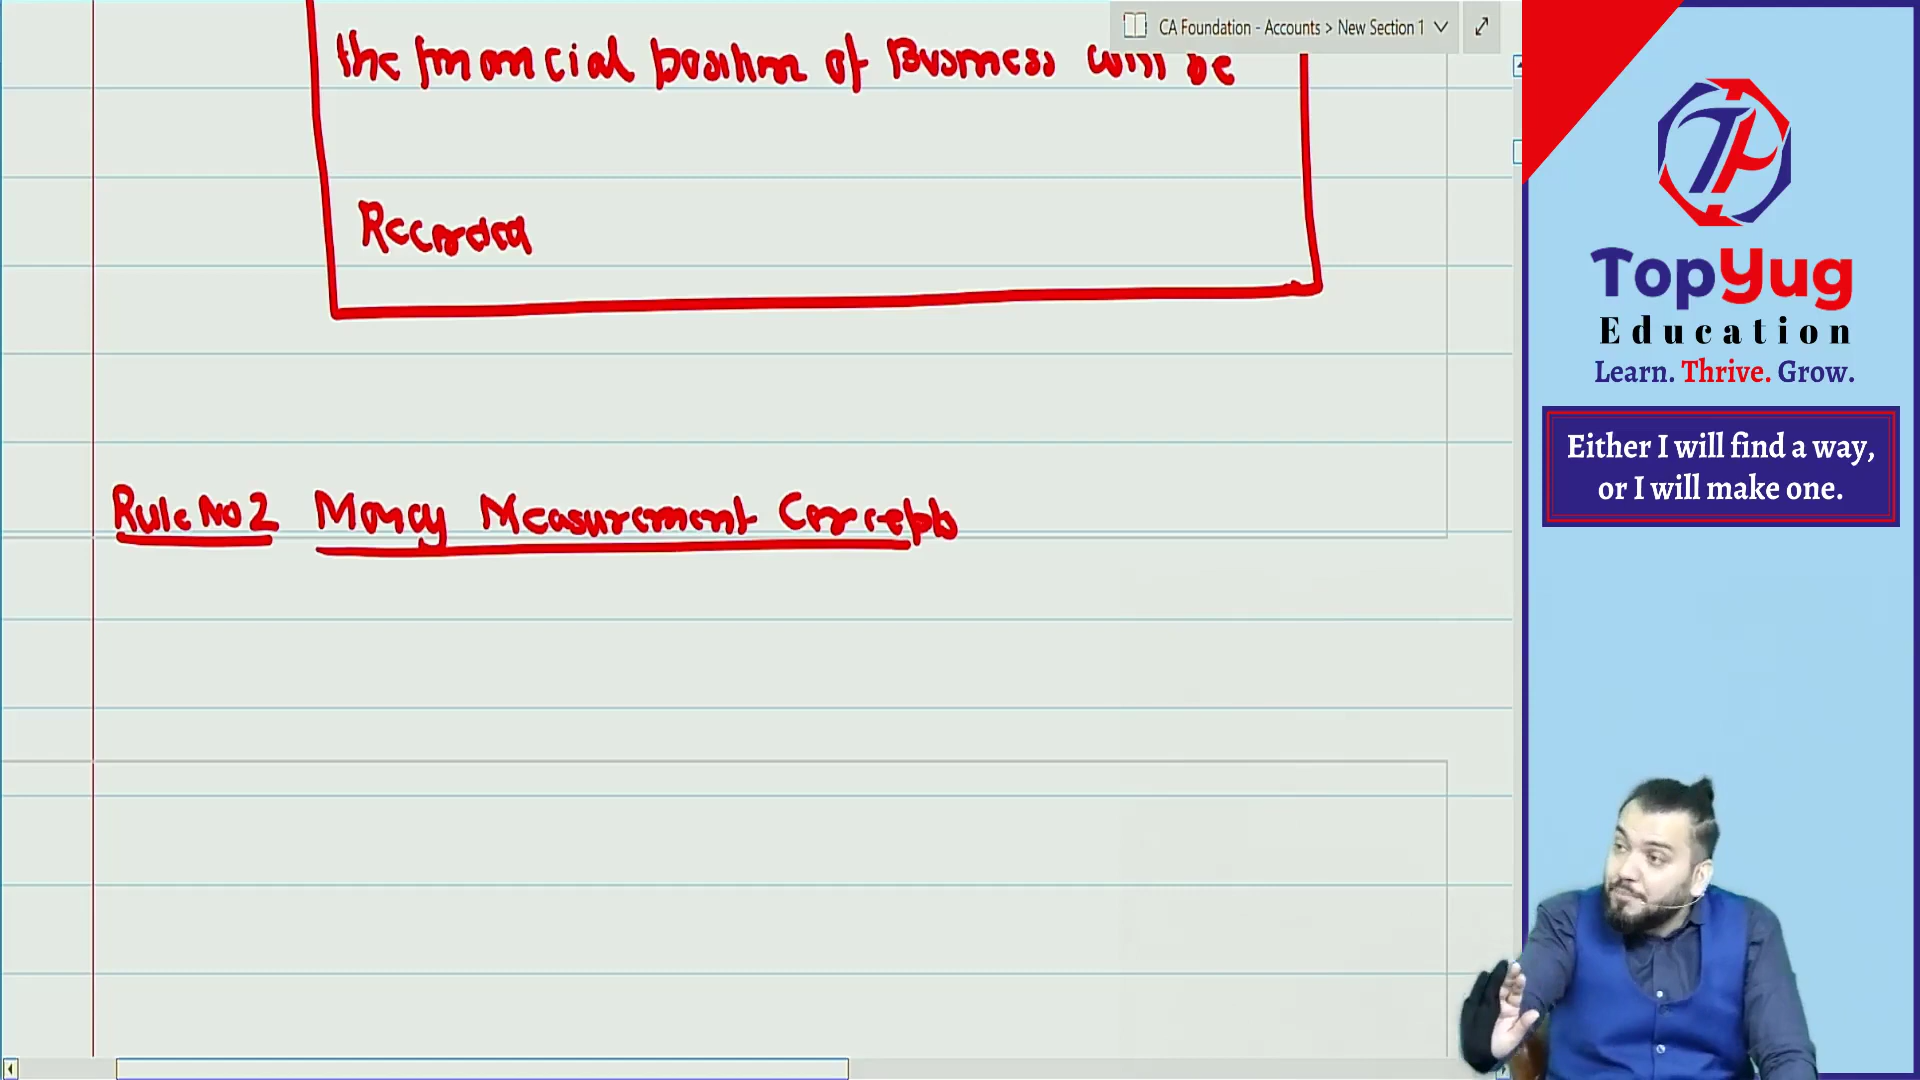 CA Foundation - Accounts > New Section 1
the financial position of Business will be
Recorded
Rule No 2 Money Measurement Concepts
TopYug
Education
Learn. Thrive. Grow.
Either I will find a way,
or I will make one.